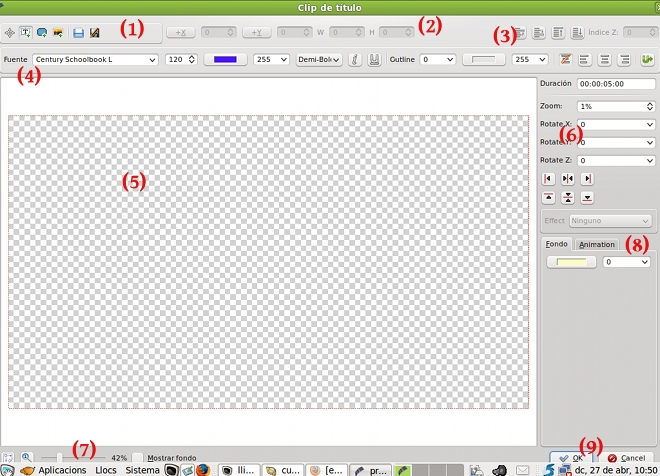 Clip de título
(1) +X 0 +Y 0 W 0 H 0 (2) (3) Índice Z: 0
Fuente Century Schoolbook L 120 255 Demi-Bol Outline 0 255
(4)
Duración 00:00:05:00
Zoom: 1%
Rotate X: 0
(6)
Rotate Y: 0
Rotate Z: 0
(5)
Effect Ninguno
Fondo Animation (8)
0
(7) (9)
42% Mostrar fondo OK Cancel
Aplicacions Llocs Sistema lli... cu... [e... pr... dc, 27 de abr, 10:50